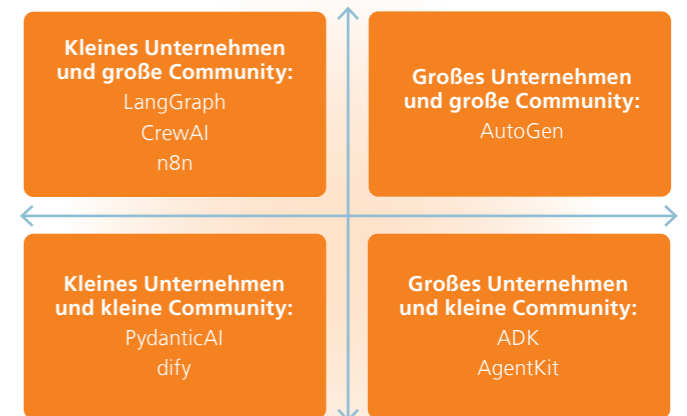 Kleines Unternehmen
und große Community:
LangGraph
CrewAI
n8n
Großes Unternehmen
und große Community:
AutoGen
Kleines Unternehmen
und kleine Community:
PydanticAI
dify
Großes Unternehmen
und kleine Community:
ADK
AgentKit